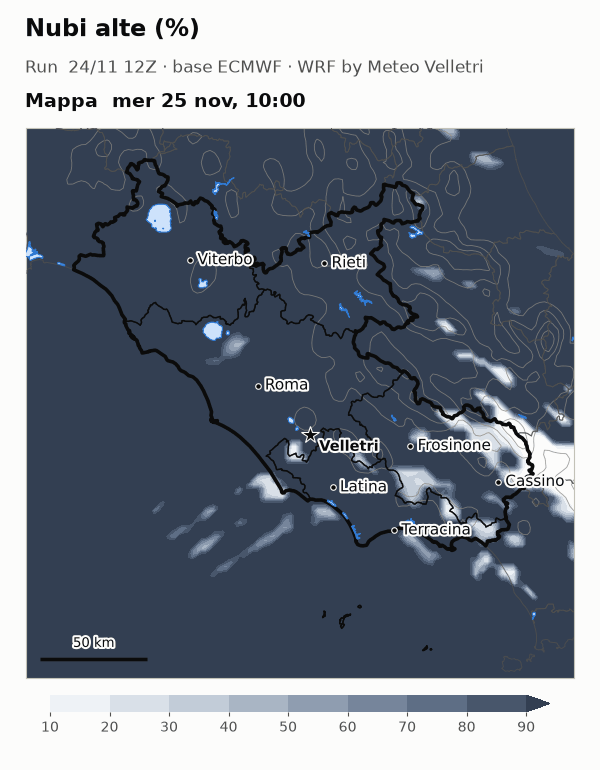 Nubi alte (%)
Run 24/11 12Z · base ECMWF · WRF by Meteo Velletri
Mappa mer 25 nov, 10:00
Viterbo
Rieti
Roma
Velletri
Frosinone
Cassino
Latina
Terracina
50 km
10 20 30 40 50 60 70 80 90